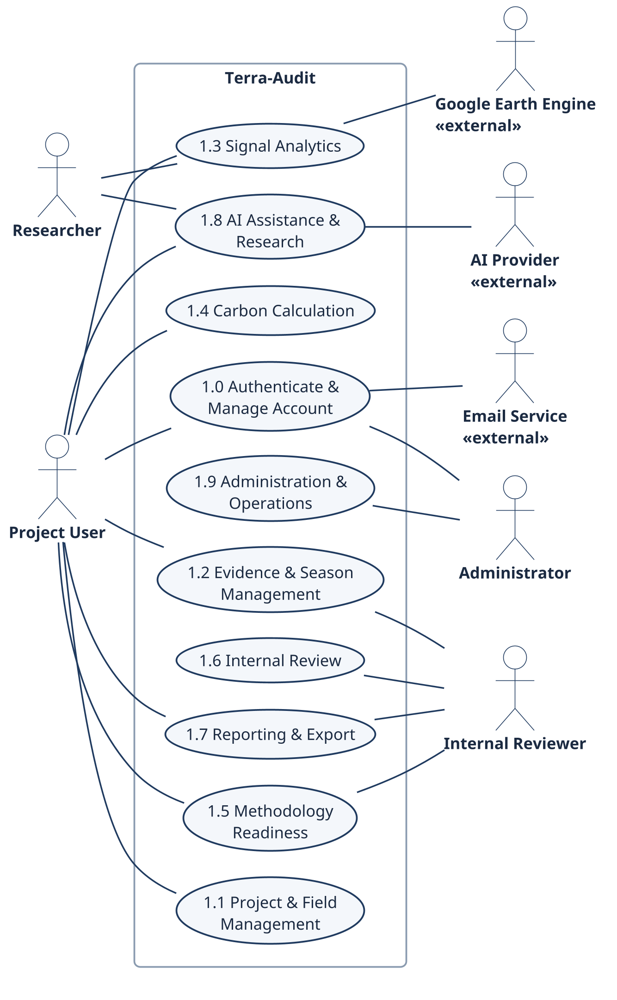 Terra-Audit
Google Earth Engine
«external»
1.3 Signal Analytics
Researcher
1.8 AI Assistance &
Research
AI Provider
«external»
1.4 Carbon Calculation
1.0 Authenticate &
Manage Account
Email Service
«external»
1.9 Administration &
Operations
Project User
Administrator
1.2 Evidence & Season
Management
1.6 Internal Review
1.7 Reporting & Export
Internal Reviewer
1.5 Methodology
Readiness
1.1 Project & Field
Management